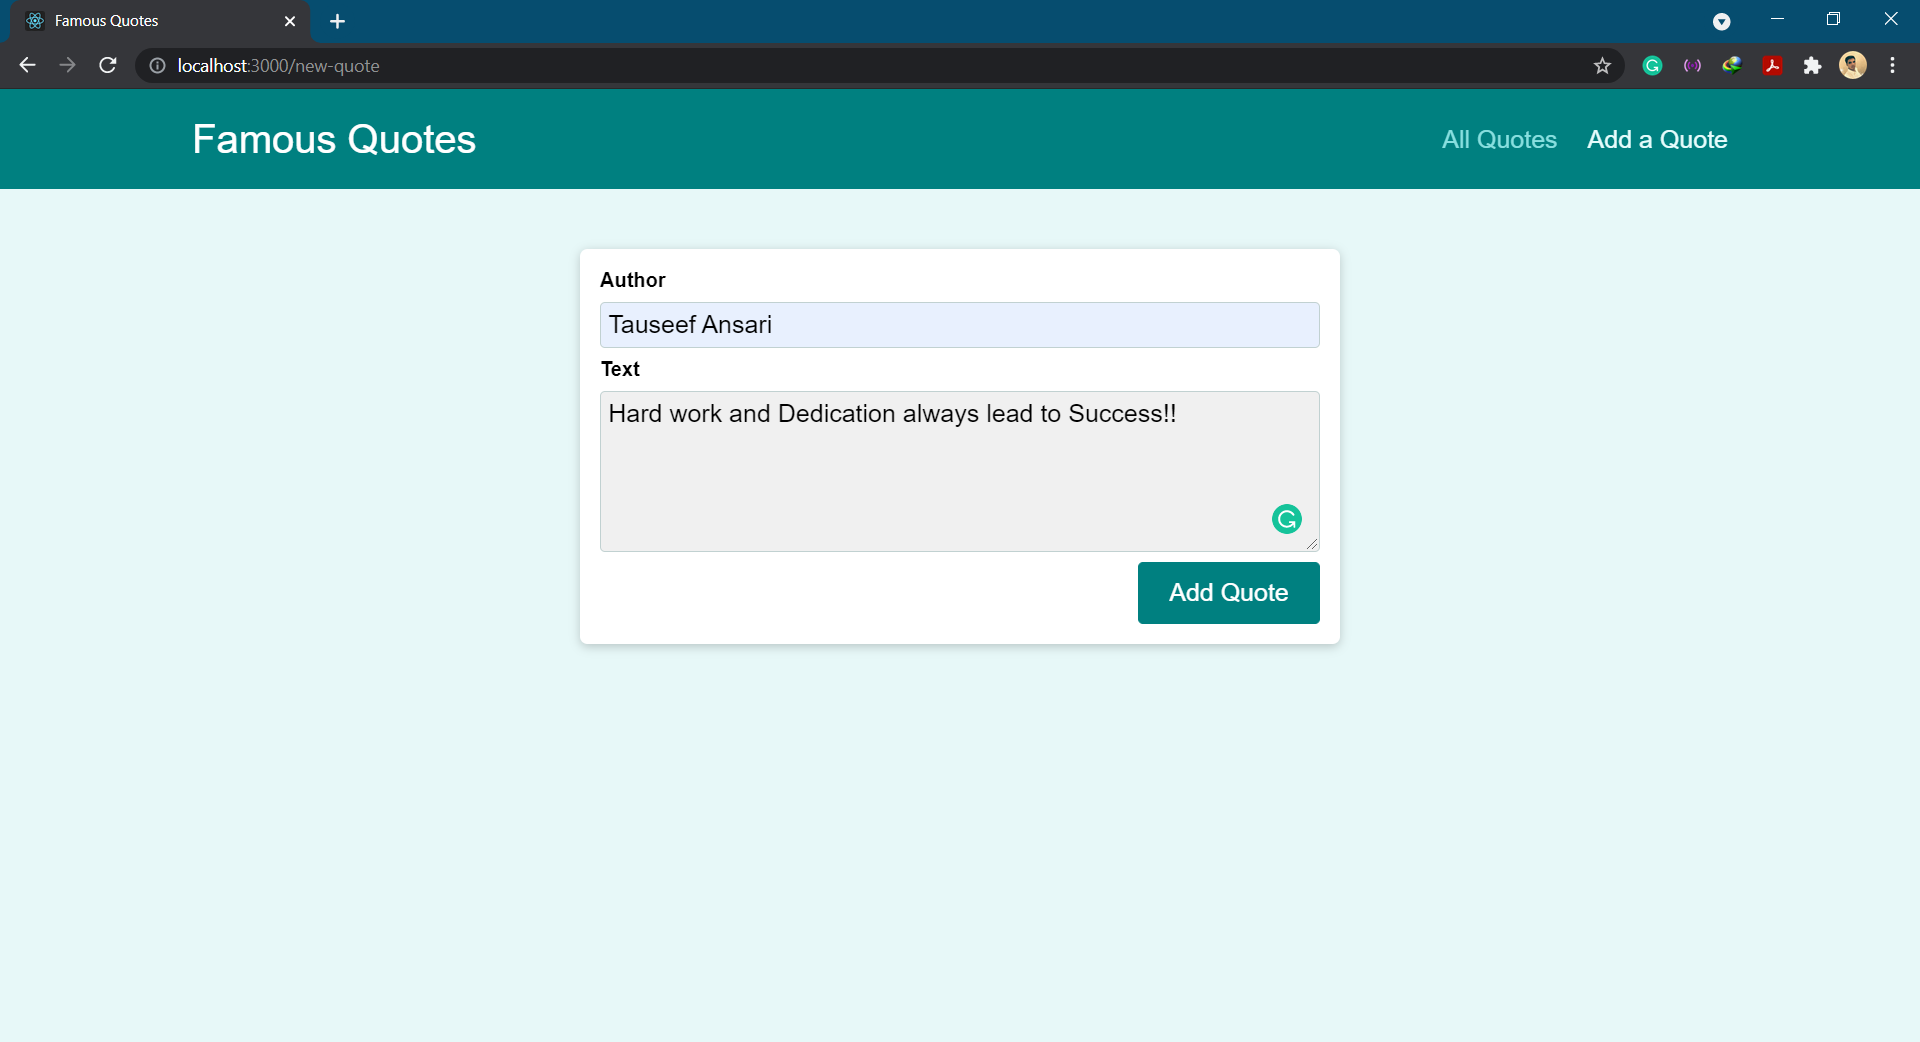 Famous Quotes
localhost:3000/new-quote
Famous Quotes
All Quotes Add a Quote
Author
Tauseef Ansari
Text
Hard work and Dedication always lead to Success!!
Add Quote